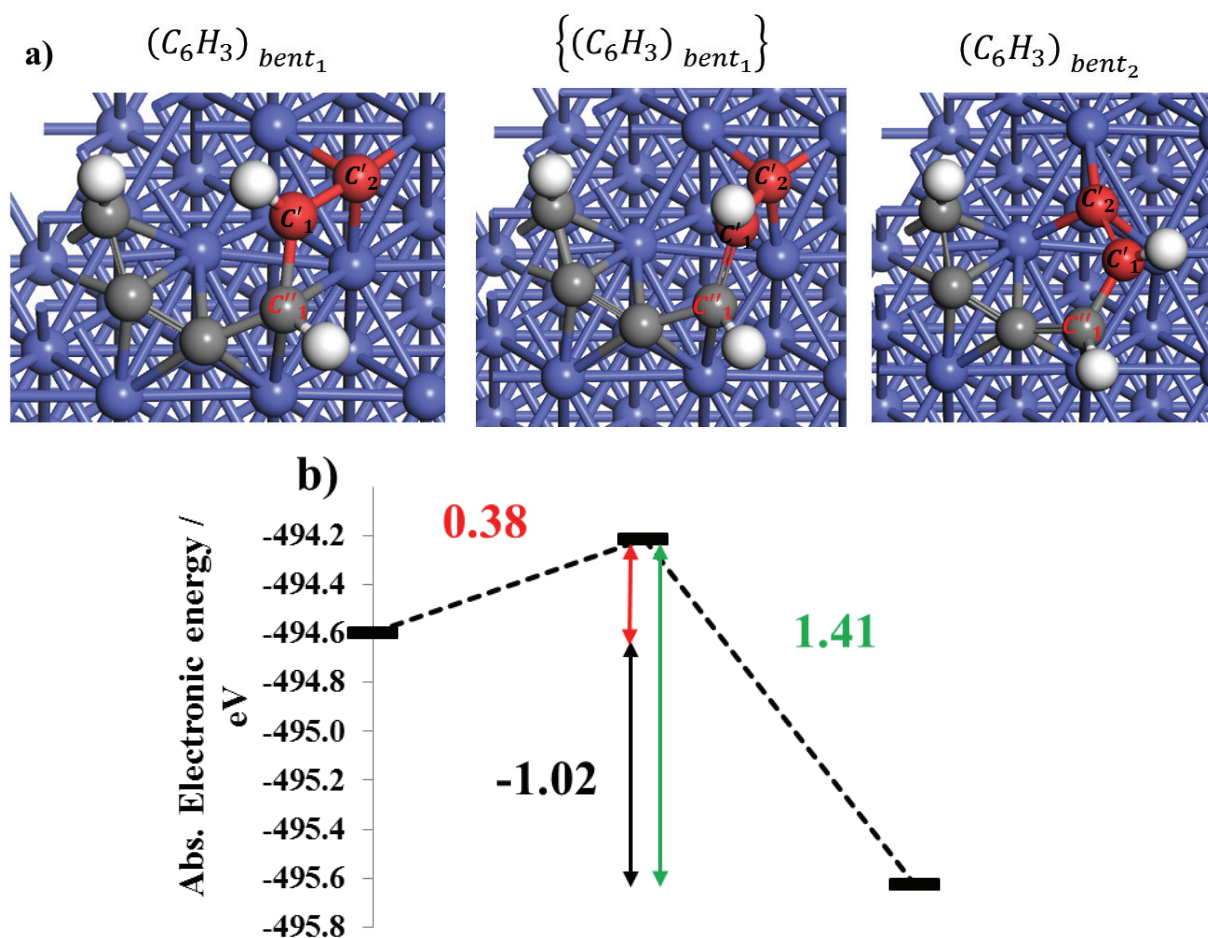 a)
(C₆H₃) bent₁
{(C₆H₃) bent₁}
(C₆H₃) bent₂
C'₂
C'₁
C''₁
C'₂
C'₁
C''₁
C'₂
C'₁
C''₁
b)
Abs. Electronic energy /
eV
-494.2
-494.4
-494.6
-494.8
-495.0
-495.2
-495.4
-495.6
-495.8
0.38
1.41
-1.02